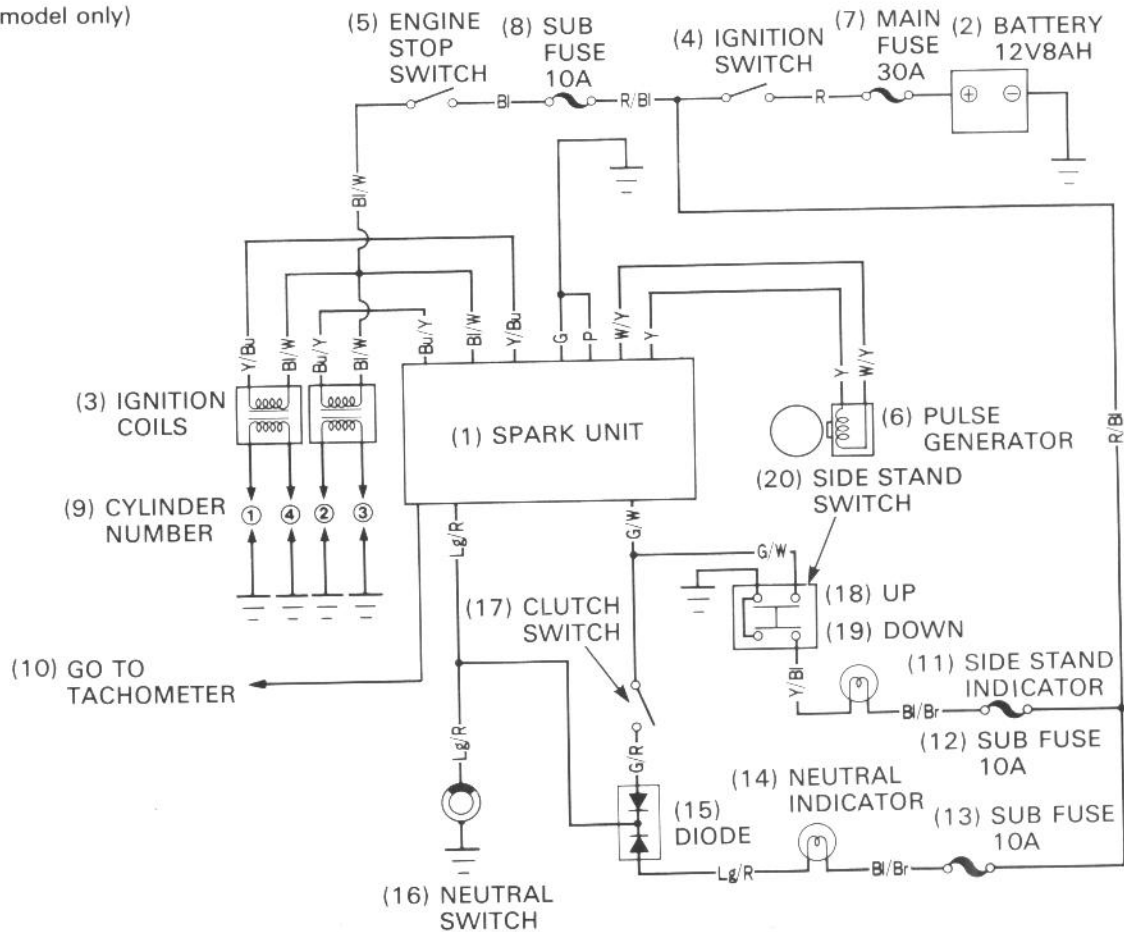 model only)
(5) ENGINE
STOP
SWITCH
(8) SUB
FUSE
10A
(4) IGNITION
SWITCH
(7) MAIN
FUSE
30A
(2) BATTERY
12V8AH
Bl
R/Bl
R
⊕ ⊖
Bl/W
Y/Bu
Bl/W
Bu/Y
Bl/W
Bu/Y
Bl/W
Y/Bu
G
P
W/Y
Y
Y
W/Y
R/Bl
(3) IGNITION
COILS
(1) SPARK UNIT
(6) PULSE
GENERATOR
(9) CYLINDER
NUMBER
① ④ ② ③
Lg/R
G/W
(20) SIDE STAND
SWITCH
G/W
(18) UP
(19) DOWN
(17) CLUTCH
SWITCH
(10) GO TO
TACHOMETER
Y/Bl
(11) SIDE STAND
INDICATOR
Bl/Br
(12) SUB FUSE
10A
Lg/R
G/R
(14) NEUTRAL
INDICATOR
(15)
DIODE
(13) SUB FUSE
10A
Lg/R
Bl/Br
(16) NEUTRAL
SWITCH